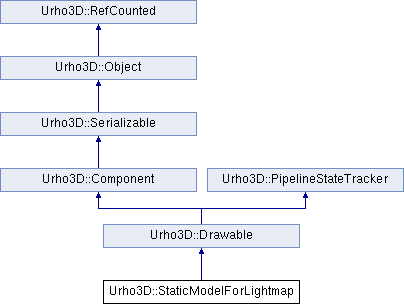 Urho3D::RefCounted
Urho3D::Object
Urho3D::Serializable
Urho3D::Component
Urho3D::PipelineStateTracker
Urho3D::Drawable
Urho3D::StaticModelForLightmap